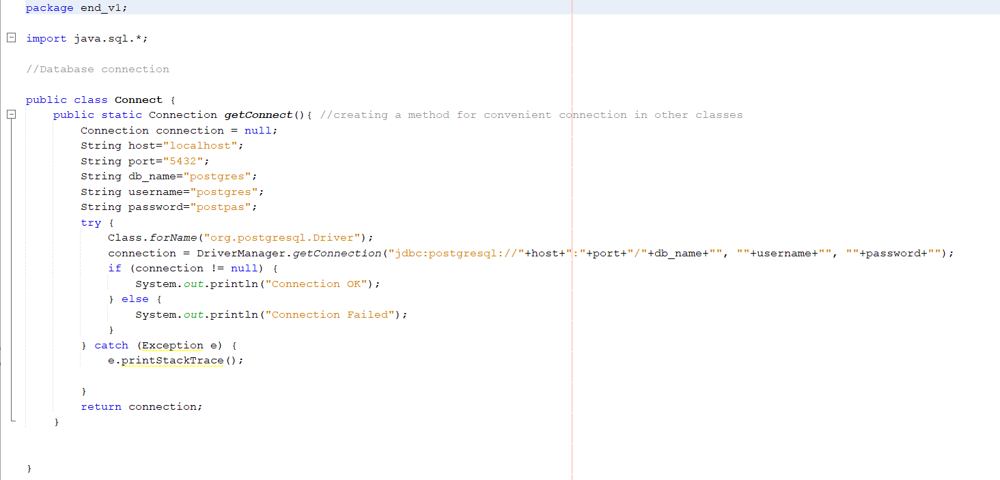 package end_v1;
import java.sql.*;
//Database connection
public class Connect {
public static Connection getConnect(){ //creating a method for convenient connection in other classes
Connection connection = null;
String host="localhost";
String port="5432";
String db_name="postgres";
String username="postgres";
String password="postpas";
try {
Class.forName("org.postgresql.Driver");
connection = DriverManager.getConnection("jdbc:postgresql://"+host+":"+port+"/"+db_name+"", ""+username+"", ""+password+"");
if (connection != null) {
System.out.println("Connection OK");
} else {
System.out.println("Connection Failed");
}
} catch (Exception e) {
e.printStackTrace();
}
return connection;
}
}